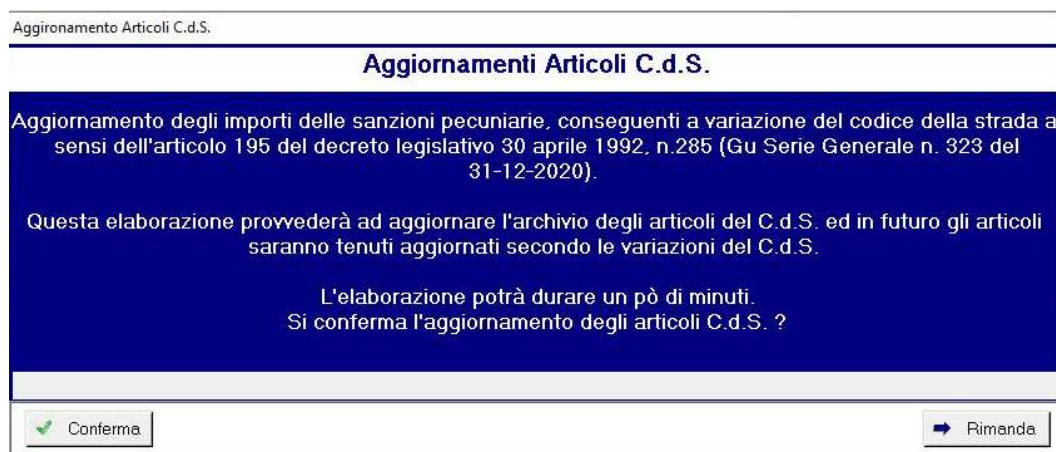 Aggironamento Articoli C.d.S.
Aggiornamenti Articoli C.d.S.
Aggiornamento degli importi delle sanzioni pecuniarie, conseguenti a variazione del codice della strada a
sensi dell'articolo 195 del decreto legislativo 30 aprile 1992, n.285 (Gu Serie Generale n. 323 del
31-12-2020).
Questa elaborazione provvederà ad aggiornare l'archivio degli articoli del C.d.S. ed in futuro gli articoli
saranno tenuti aggiornati secondo le variazioni del C.d.S.
L'elaborazione potrà durare un pò di minuti.
Si conferma l'aggiornamento degli articoli C.d.S. ?
Conferma
Rimanda